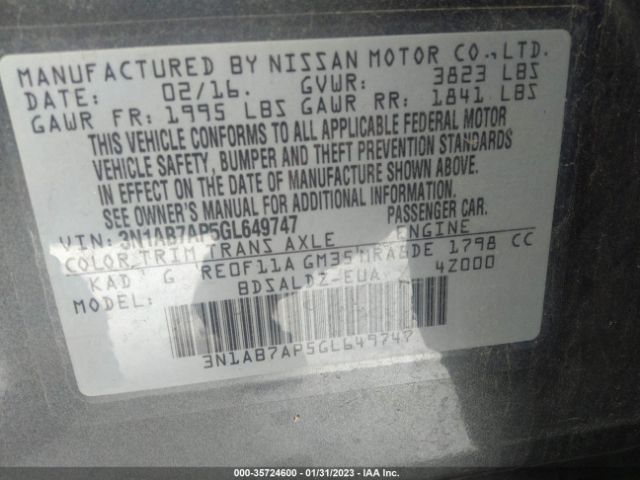 MANUFACTURED BY NISSAN MOTOR CO.,LTD.
DATE: 02/16. GVWR: 3823 LBS
GAWR FR: 1995 LBS GAWR RR: 1841 LBS
THIS VEHICLE CONFORMS TO ALL APPLICABLE FEDERAL MOTOR
VEHICLE SAFETY, BUMPER AND THEFT PREVENTION STANDARDS
IN EFFECT ON THE DATE OF MANUFACTURE SHOWN ABOVE.
SEE OWNER'S MANUAL FOR ADDITIONAL INFORMATION.
VIN: 3N1AB7AP5GL649747 PASSENGER CAR.
COLOR,TRIM TRANS AXLE ENGINE
KAD G RE0F11A GM35 MRA8DE 1798 CC
MODEL: BDSALDZ-EUA 4Z000
3N1AB7AP5GL649747
000-35724600 - 01/31/2023 - IAA Inc.